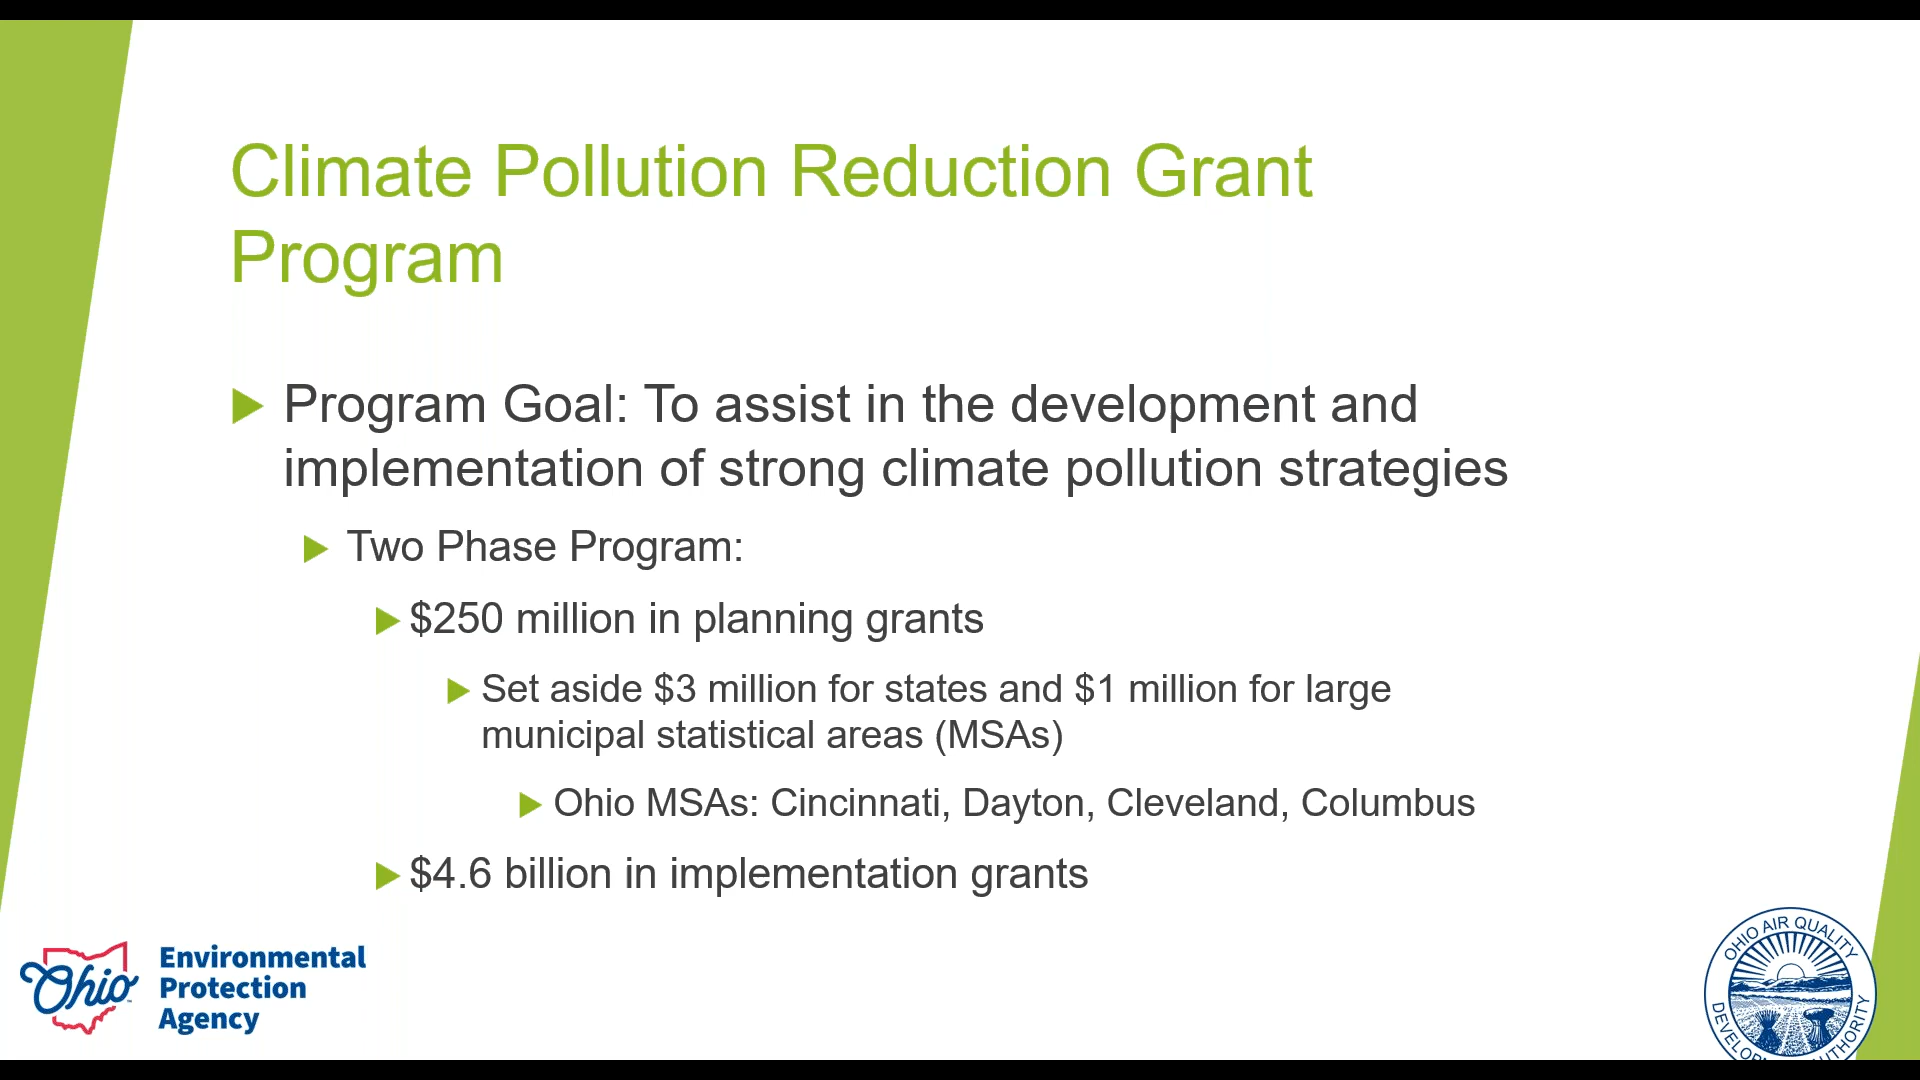 Climate Pollution Reduction Grant
Program
Program Goal: To assist in the development and
implementation of strong climate pollution strategies
Two Phase Program:
$250 million in planning grants
Set aside $3 million for states and $1 million for large
municipal statistical areas (MSAs)
Ohio MSAs: Cincinnati, Dayton, Cleveland, Columbus
$4.6 billion in implementation grants
Ohio
Environmental
Protection
Agency
OHIO AIR QUALITY